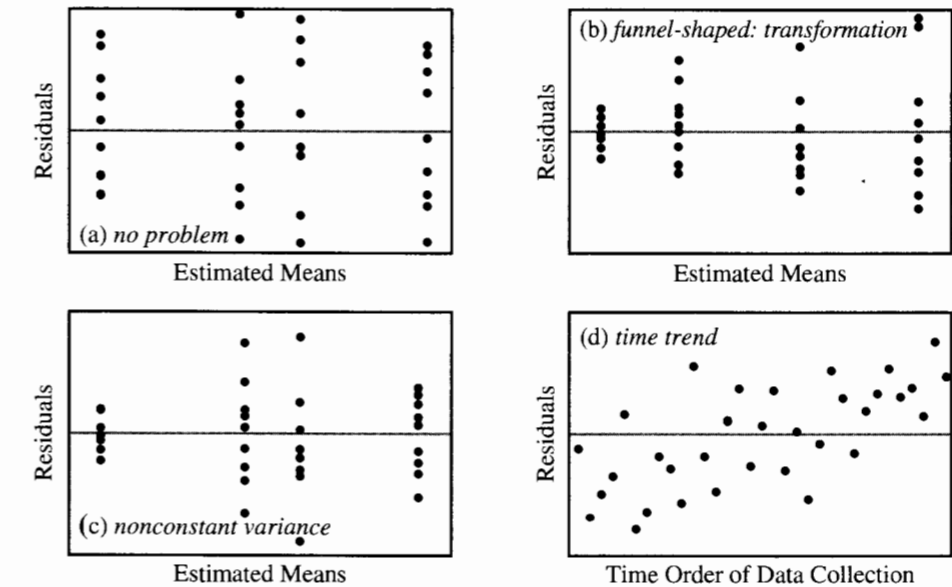 Residuals
(a) no problem
Estimated Means
Residuals
(b) funnel-shaped: transformation
Estimated Means
Residuals
(c) nonconstant variance
Estimated Means
Residuals
(d) time trend
Time Order of Data Collection